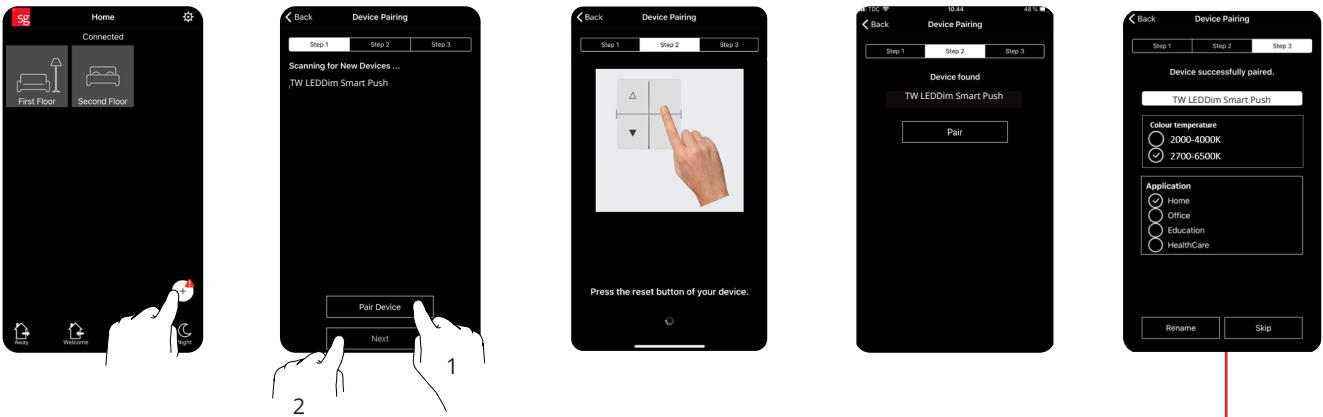 sg
Home
Connected
First Floor
Second Floor
Away
Welcome
Night
Back
Device Pairing
Step 1
Step 2
Step 3
Scanning for New Devices ...
TW LEDDim Smart Push
Pair Device
Next
1
2
Back
Device Pairing
Step 1
Step 2
Step 3
Press the reset button of your device.
TDC
10.44
48 %
Back
Device Pairing
Step 1
Step 2
Step 3
Device found
TW LEDDim Smart Push
Pair
Back
Device Pairing
Step 1
Step 2
Step 3
Device successfully paired.
TW LEDDim Smart Push
Colour temperature
2000-4000K
2700-6500K
Application
Home
Office
Education
HealthCare
Rename
Skip